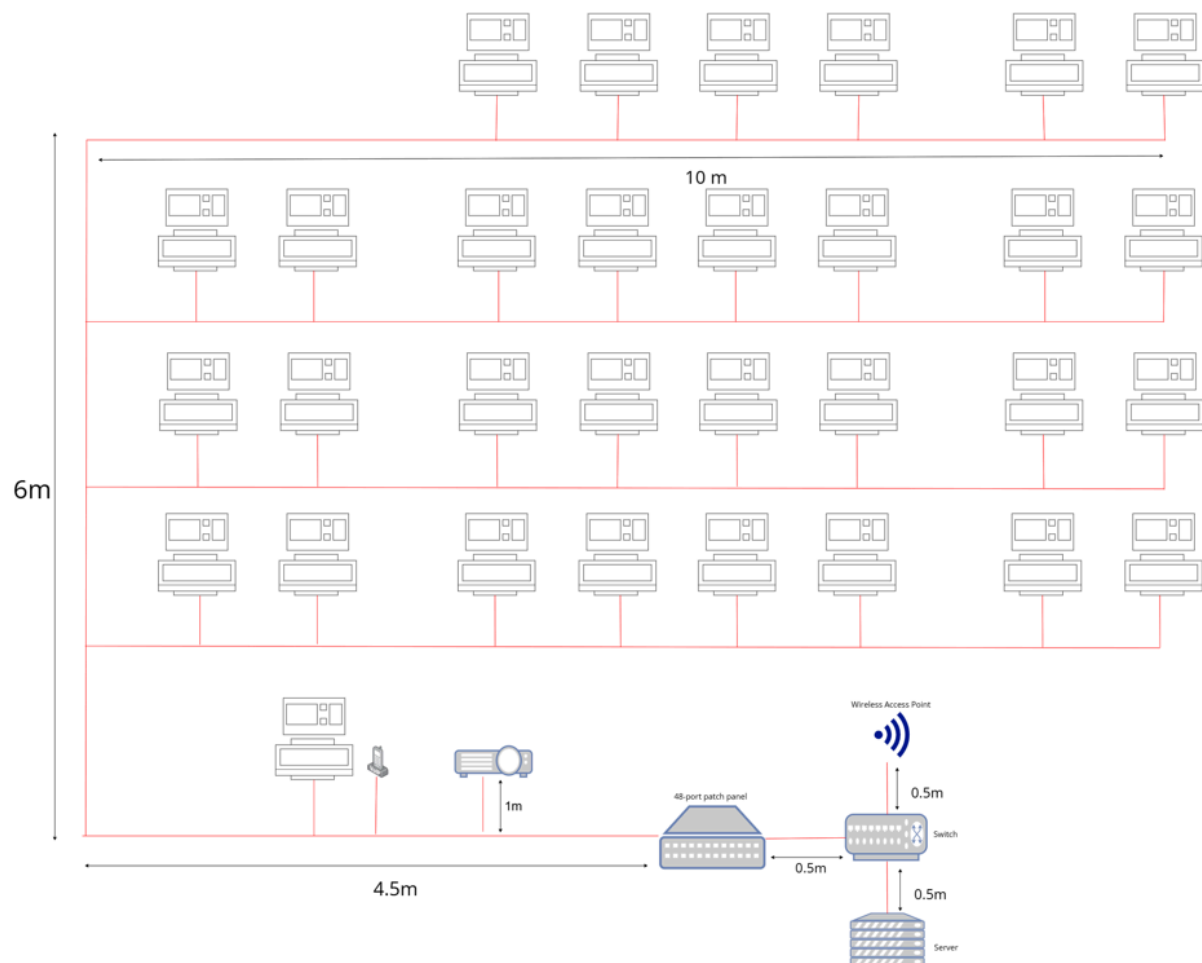 10 m
6m
Wireless Access Point
48-port patch panel
1m
0.5m
Switch
0.5m
4.5m
0.5m
Server